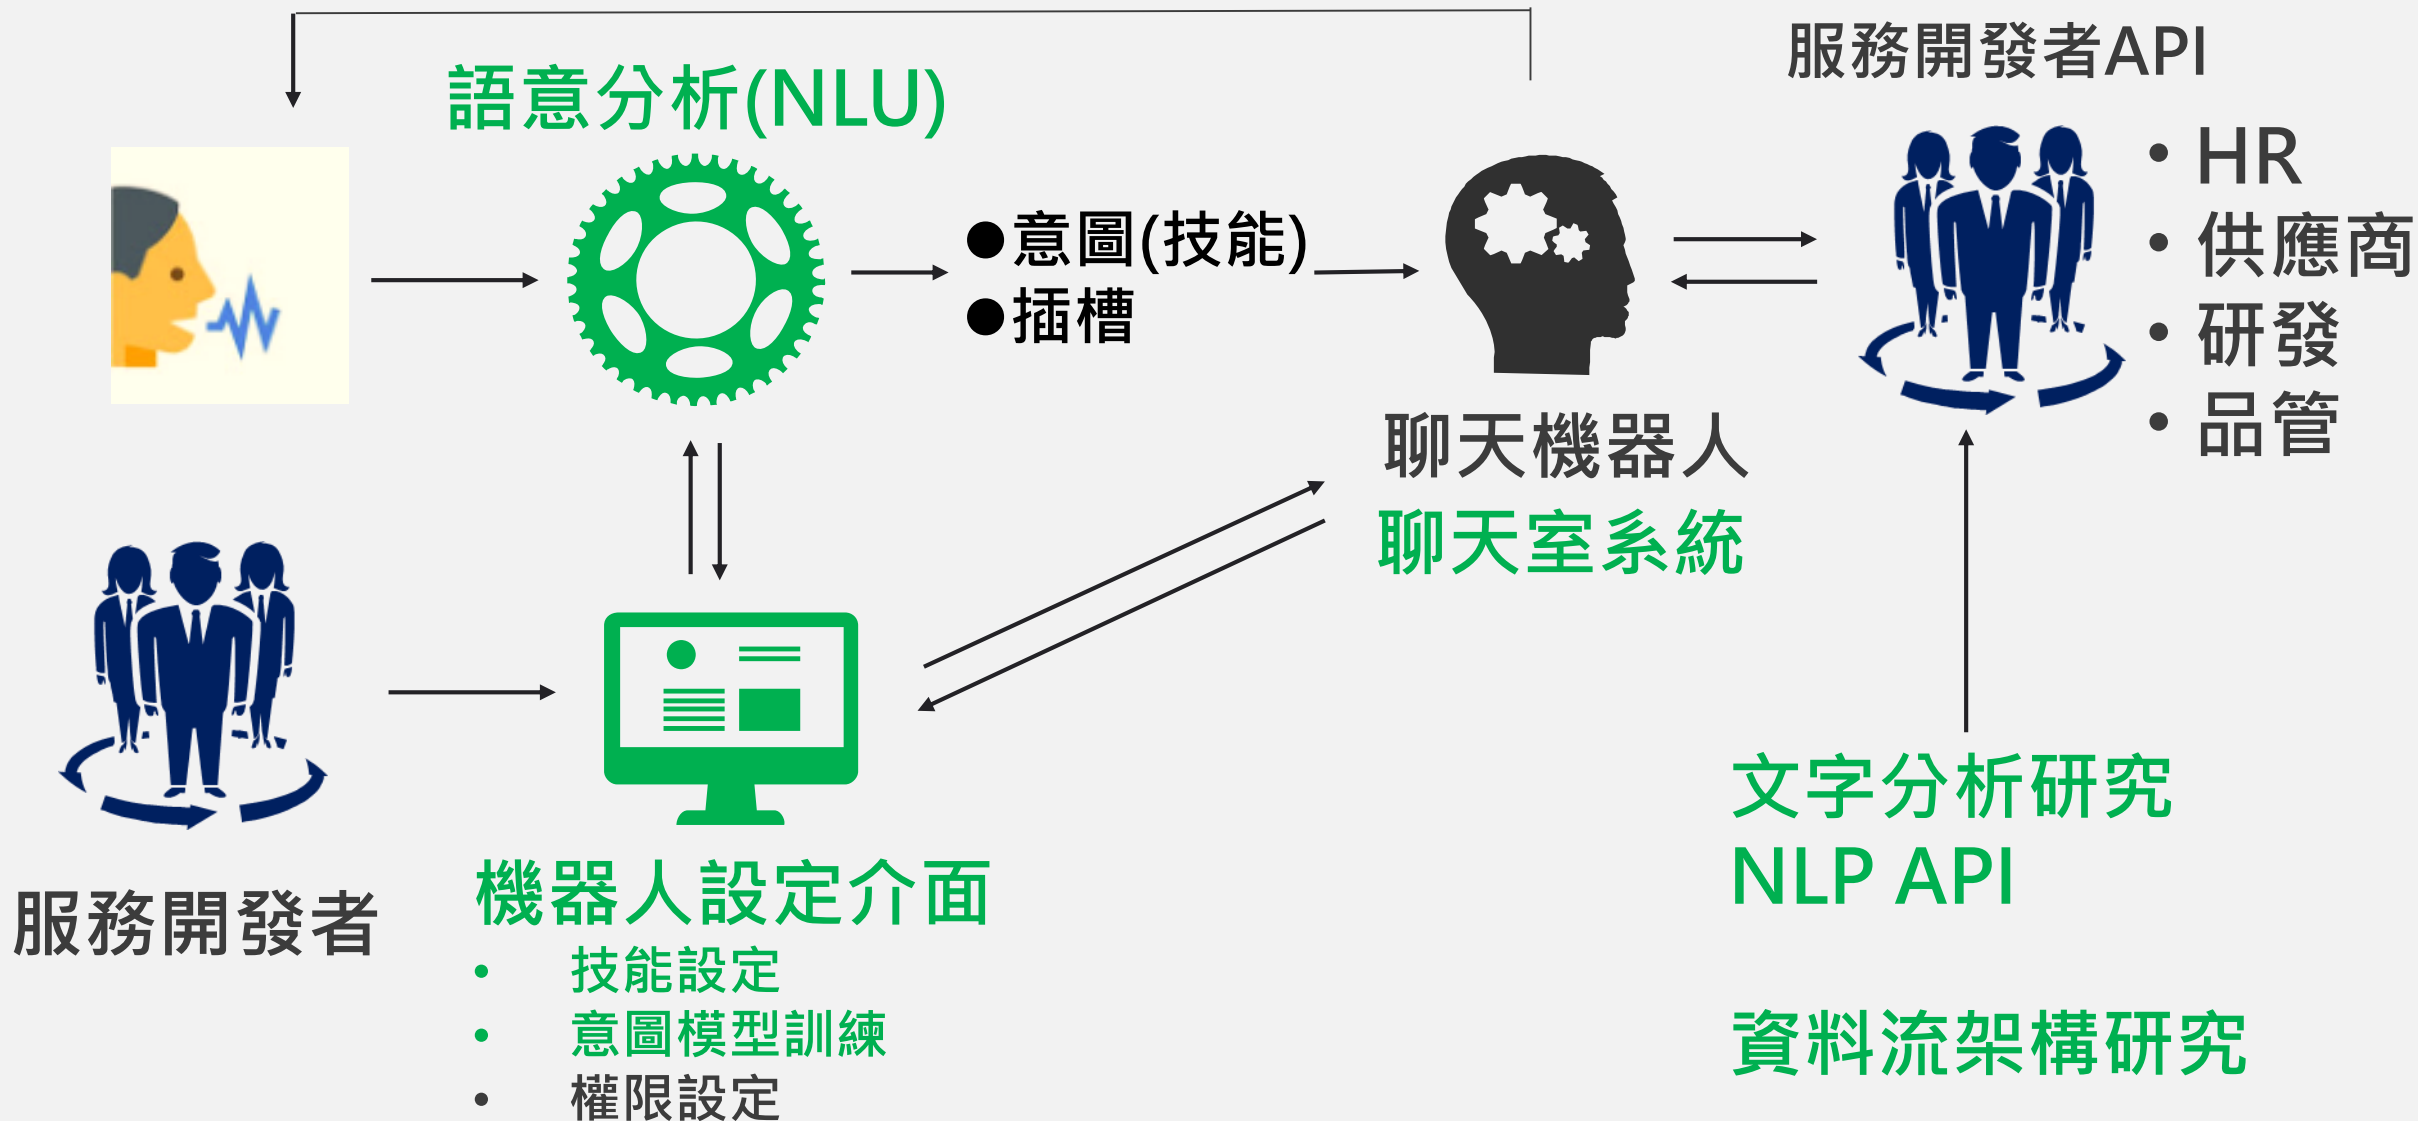 語意分析(NLU)
服務開發者API
• HR
• 供應商
• 研發
• 品管
●意圖(技能)
●插槽
聊天機器人
聊天室系統
服務開發者
機器人設定介面
• 技能設定
• 意圖模型訓練
• 權限設定
文字分析研究
NLP API
資料流架構研究